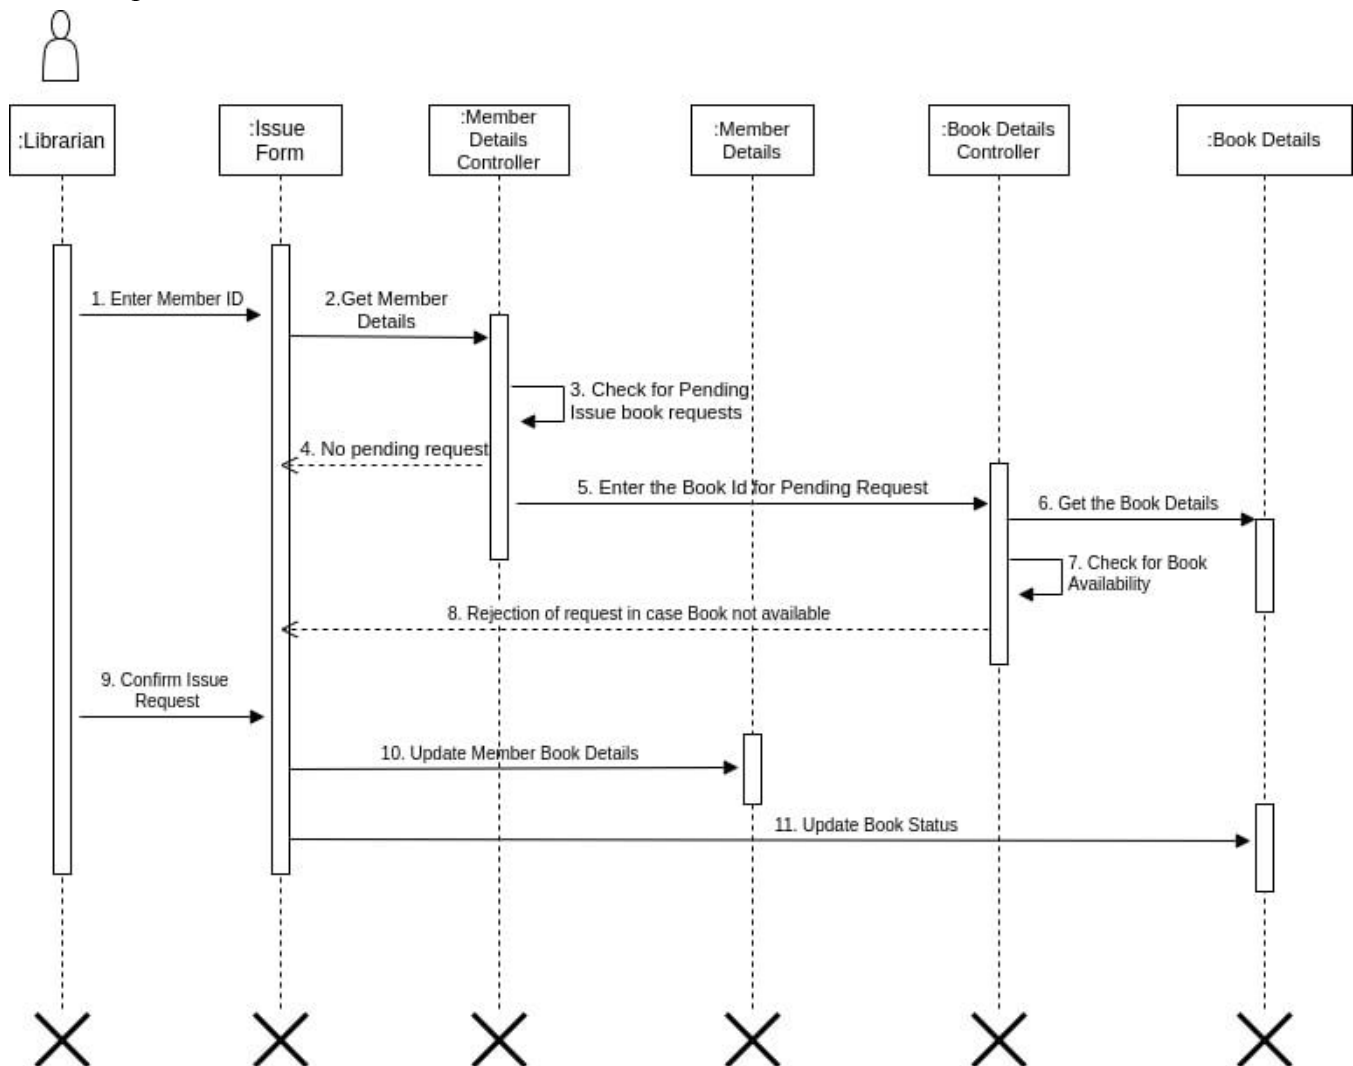 :Librarian
:Issue
Form
:Member
Details
Controller
:Member
Details
:Book Details
Controller
:Book Details
1. Enter Member ID
2.Get Member
Details
3. Check for Pending
Issue book requests
4. No pending request
5. Enter the Book Id for Pending Request
6. Get the Book Details
7. Check for Book
Availability
8. Rejection of request in case Book not available
9. Confirm Issue
Request
10. Update Member Book Details
11. Update Book Status